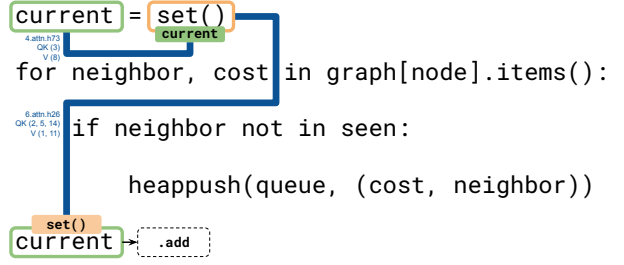 current = set()
current
4.attn.h73
QK (3)
V (8)
for neighbor, cost in graph[node].items():
6.attn.h26
QK (2, 5, 14)
V (1, 11)
if neighbor not in seen:
heappush(queue, (cost, neighbor))
set()
current .add